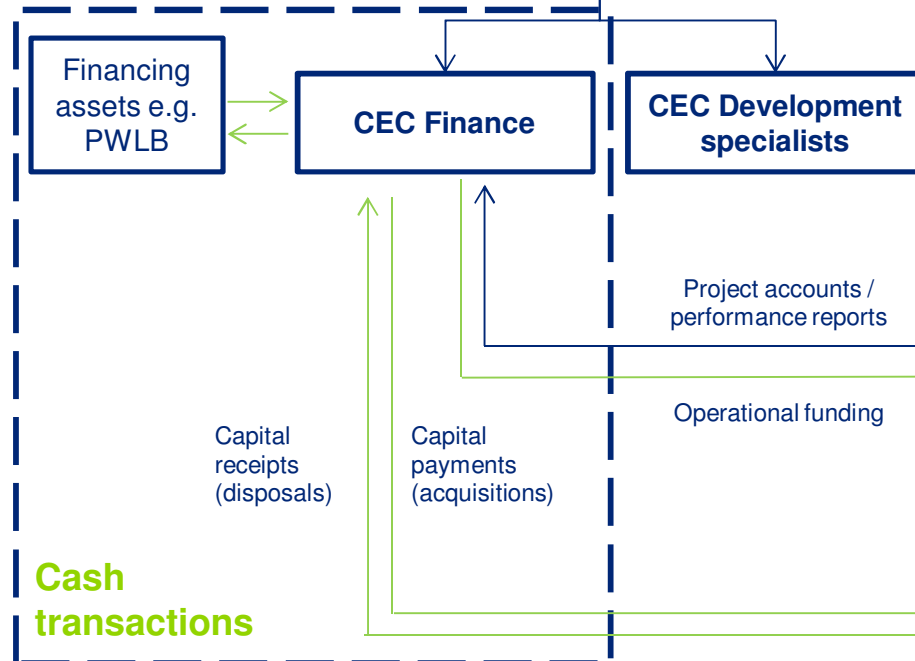 Financing
assets e.g.
PWLB
CEC Finance
CEC Development
specialists
Project accounts /
performance reports
Operational funding
Capital
receipts
(disposals)
Capital
payments
(acquisitions)
Cash
transactions